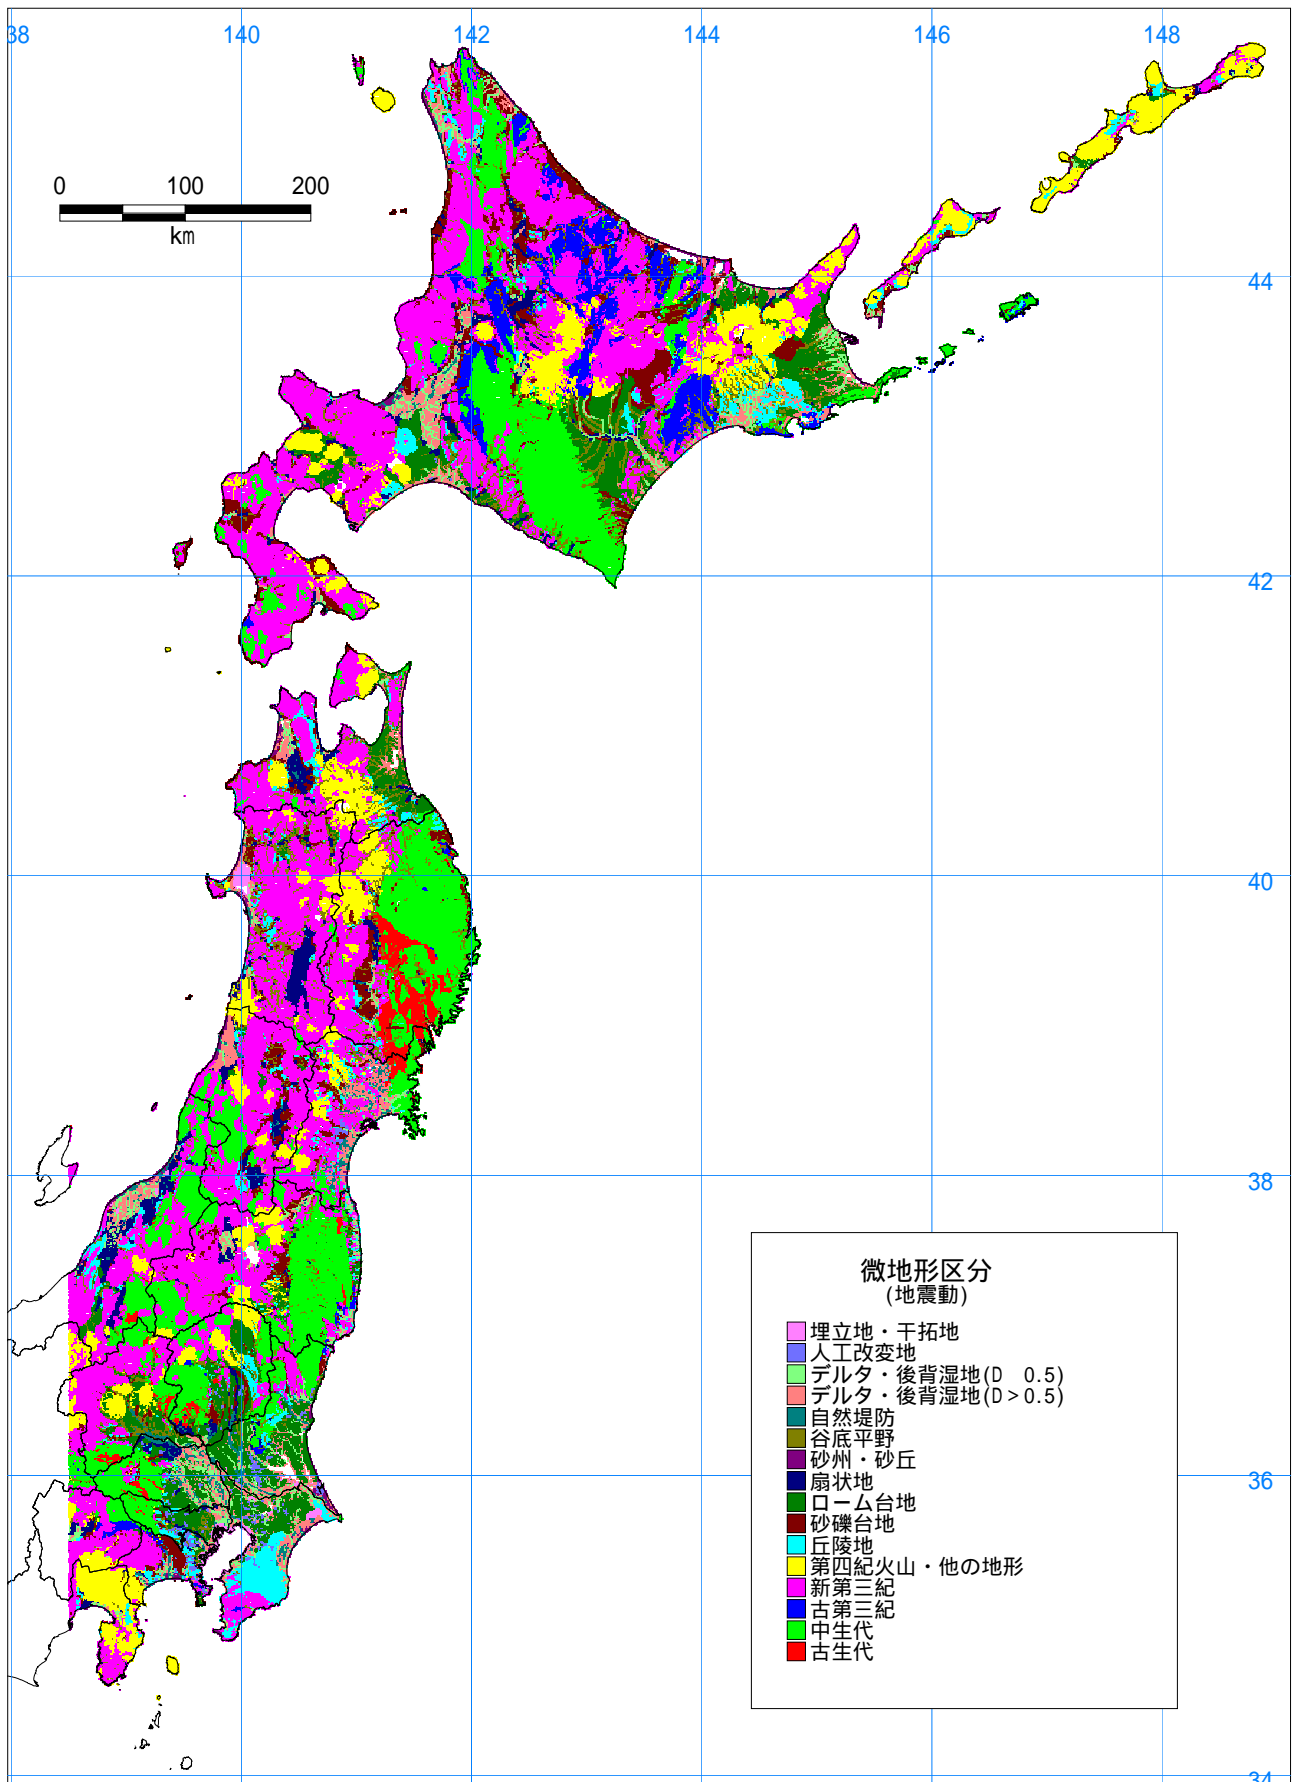 38
140
142
144
146
148
0
100
200
km
44
42
40
38
36
34
微地形区分
(地震動)
埋立地・干拓地
人工改変地
デルタ・後背湿地(D 0.5)
デルタ・後背湿地(D>0.5)
自然堤防
谷底平野
砂州・砂丘
扇状地
ローム台地
砂礫台地
丘陵地
第四紀火山・他の地形
新第三紀
古第三紀
中生代
古生代